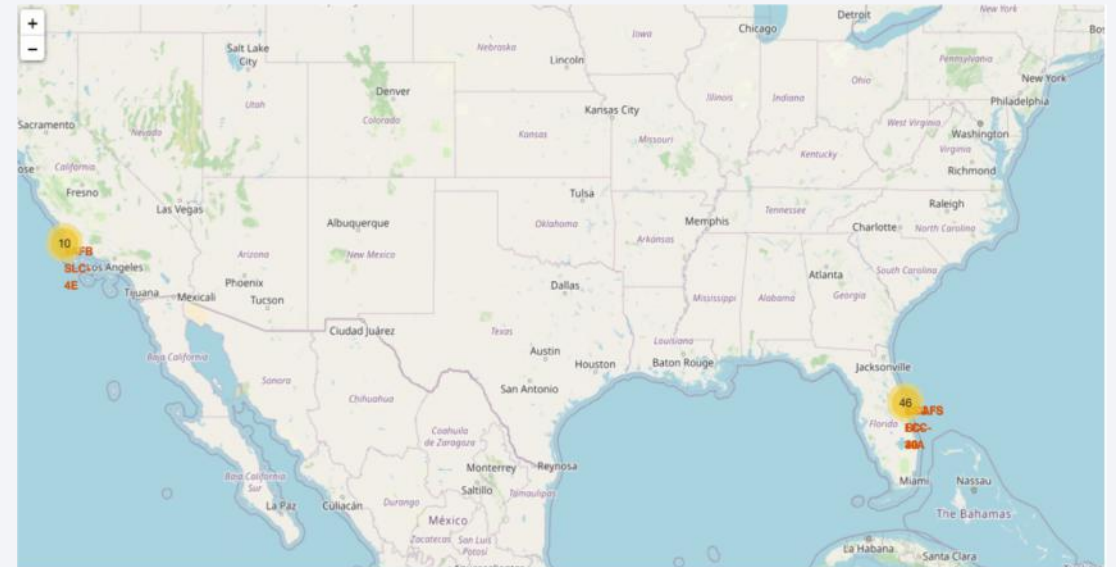 +
−
New York
Detroit
Chicago
Iowa
Salt Lake
City
Nebraska
Lincoln
Pennsylvania
New York
Denver
Utah
Colorado
Illinois
Indiana
Ohio
Philadelphia
Kansas City
Sacramento
Nevada
Kansas
Missouri
West Virginia
Washington
Virginia
Kentucky
California
Richmond
Fresno
Las Vegas
Tulsa
Raleigh
Albuquerque
Oklahoma
Memphis
Tennessee
Charlotte
North Carolina
10
Arizona
New Mexico
Arkansas
SLC-
Los Angeles
4E
Phoenix
Tijuana
Mexicali
Tucson
Dallas
Atlanta
South Carolina
Mississippi
Alabama
Georgia
Ciudad Juárez
Texas
Louisiana
Austin
Houston
Baton Rouge
Jacksonville
Baja California
Sonora
Chihuahua
San Antonio
46
Florida
Coahuila
de Zaragoza
Monterrey
Reynosa
Miami
Nassau
Baja California
Sur
Saltillo
Tamaulipas
La Paz
Culiacán
Durango
México
The Bahamas
Zacatecas
San Luis
Potosí
La Habana
Santa Clara